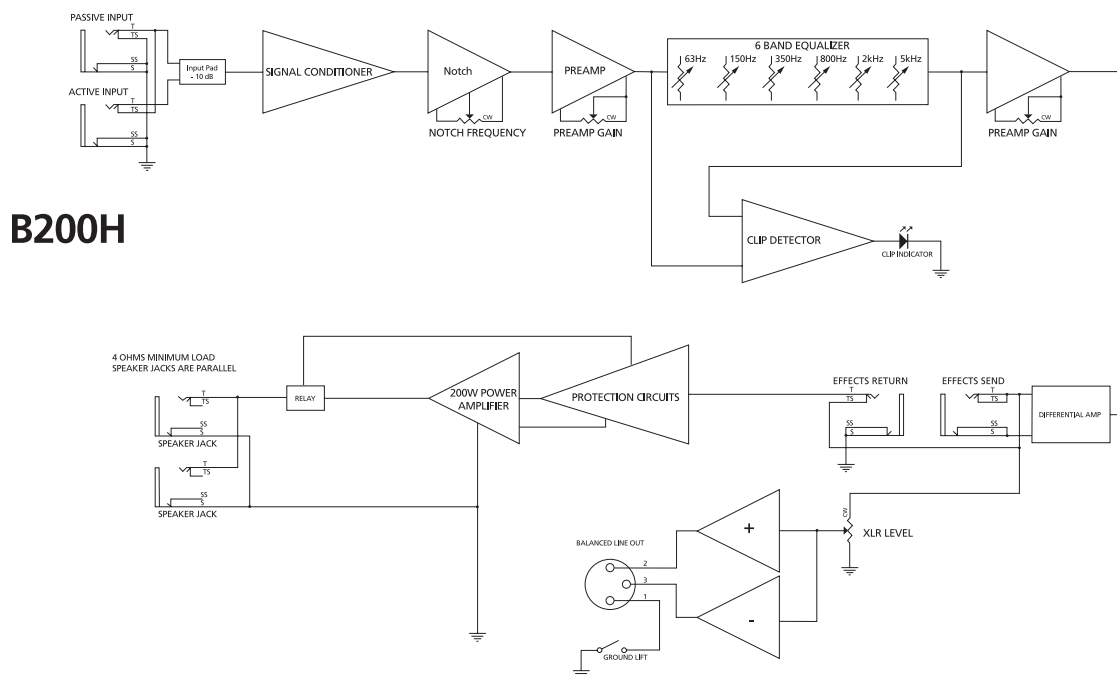 PASSIVE INPUT
T
TS
SS
S
Input Pad
- 10 dB
ACTIVE INPUT
T
TS
SS
S
SIGNAL CONDITIONER
Notch
CW
NOTCH FREQUENCY
PREAMP
CW
PREAMP GAIN
6 BAND EQUALIZER
63Hz 150Hz 350Hz 800Hz 2kHz 5kHz
CW
PREAMP GAIN
CLIP DETECTOR
CLIP INDICATOR
B200H
4 OHMS MINIMUM LOAD
SPEAKER JACKS ARE PARALLEL
T
TS
SS
S
SPEAKER JACK
T
TS
SS
S
SPEAKER JACK
RELAY
200W POWER
AMPLIFIER
PROTECTION CIRCUITS
EFFECTS RETURN
T
TS
SS
S
EFFECTS SEND
T
TS
SS
S
DIFFERENTIAL AMP
CW
XLR LEVEL
+
-
BALANCED LINE OUT
2
3
1
GROUND LIFT